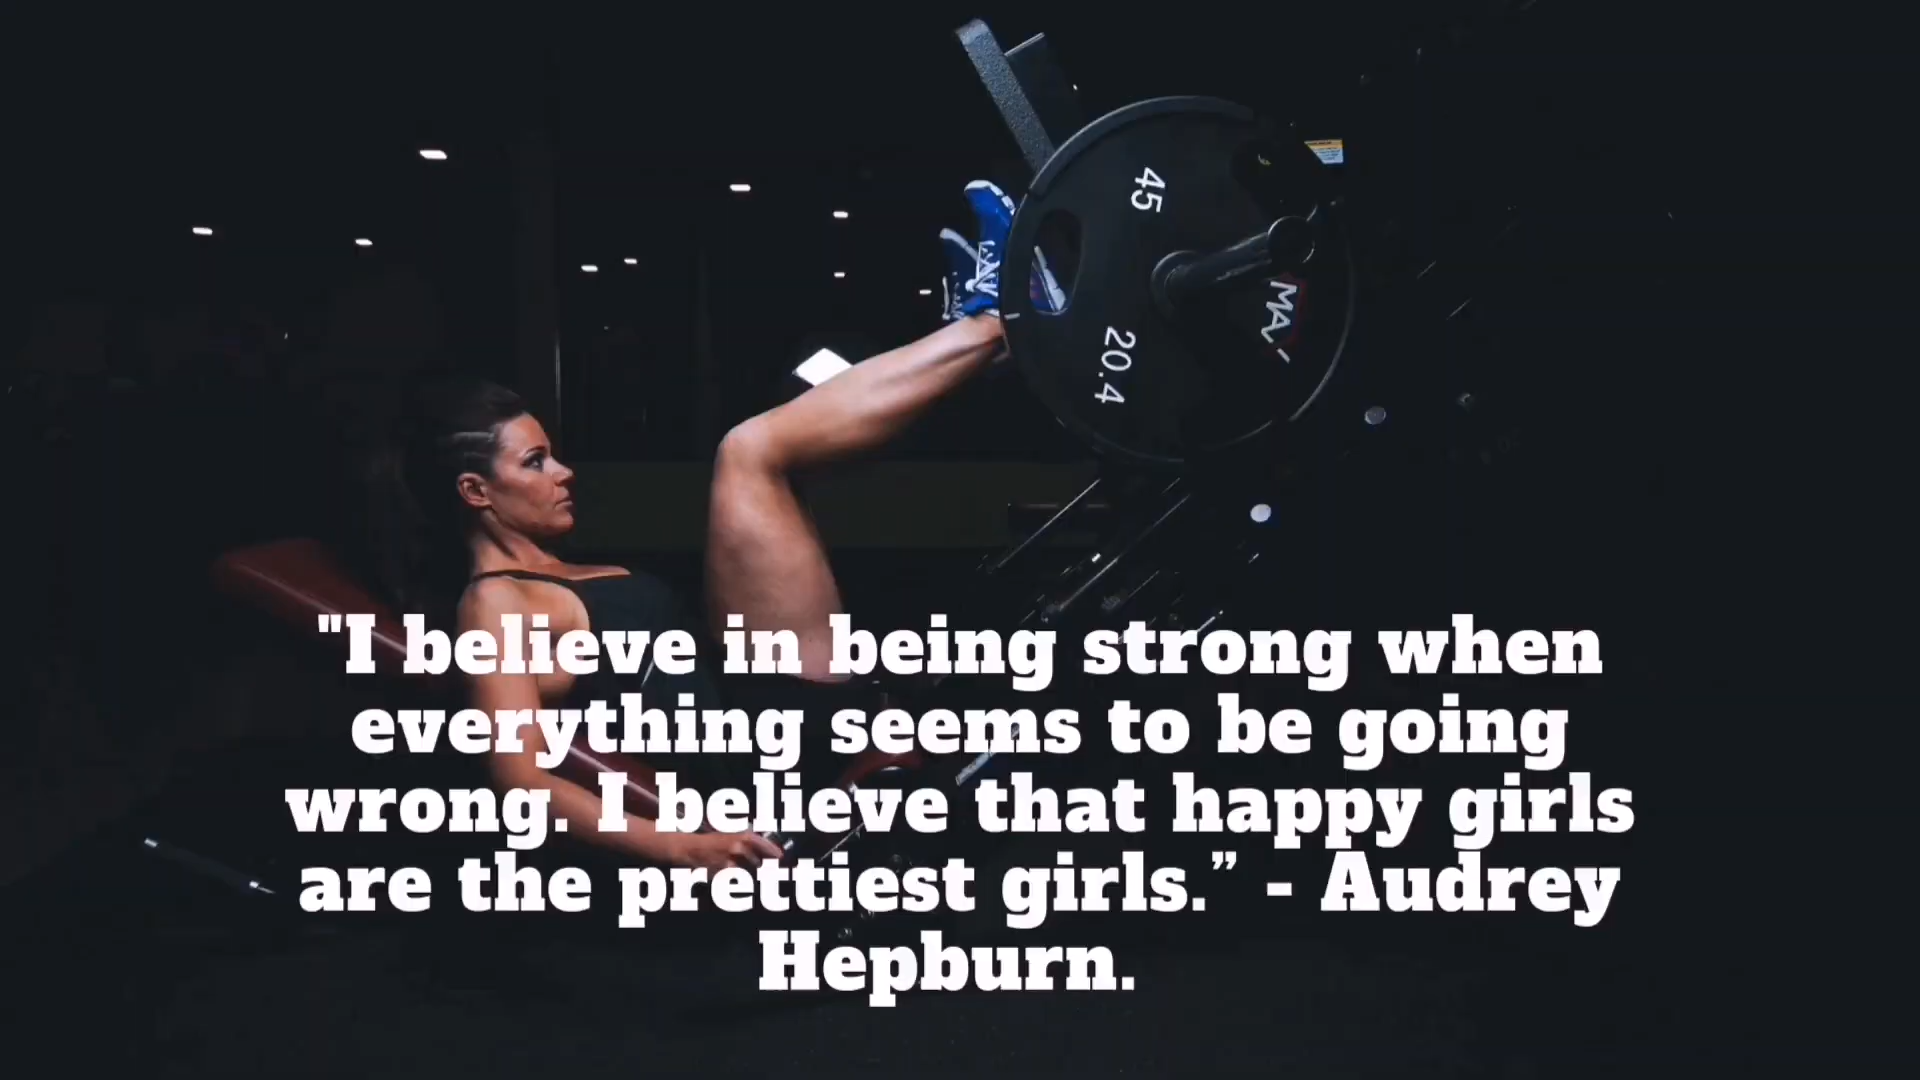 45
20.4
"I believe in being strong when
everything seems to be going
wrong. I believe that happy girls
are the prettiest girls.” - Audrey
Hepburn.